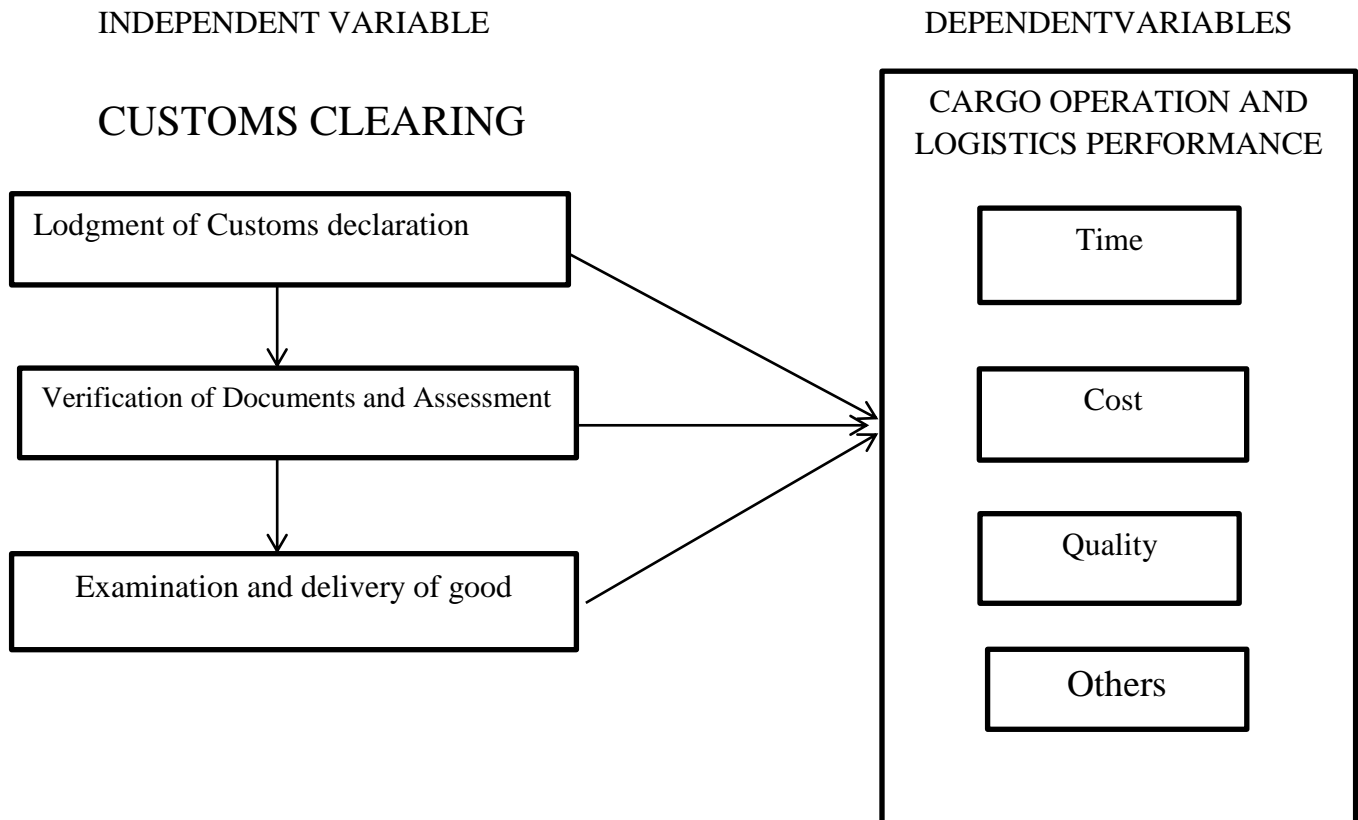 INDEPENDENT VARIABLE
DEPENDENTVARIABLES
CUSTOMS CLEARING
CARGO OPERATION AND
LOGISTICS PERFORMANCE
Lodgment of Customs declaration
Verification of Documents and Assessment
Examination and delivery of good
Time
Cost
Quality
Others